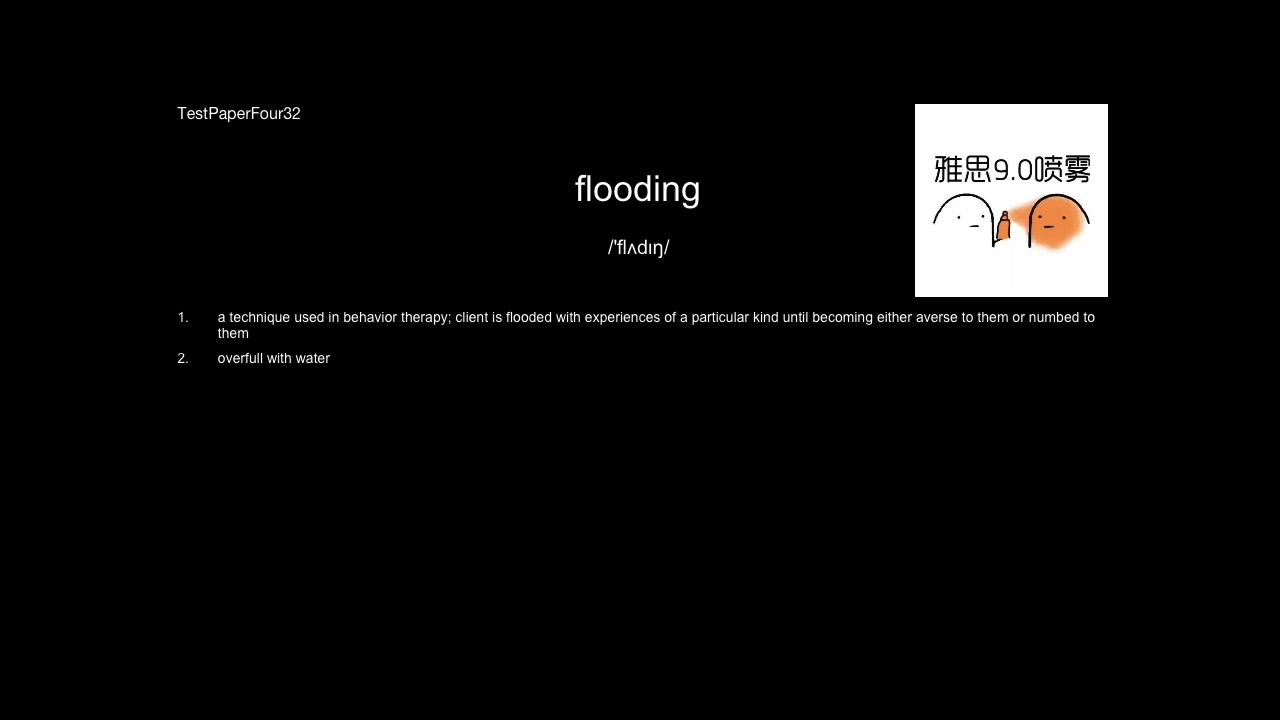 TestPaperFour32
雅思9.0喷雾
flooding
/'flʌdɪŋ/
1. a technique used in behavior therapy; client is flooded with experiences of a particular kind until becoming either averse to them or numbed to
them
2. overfull with water